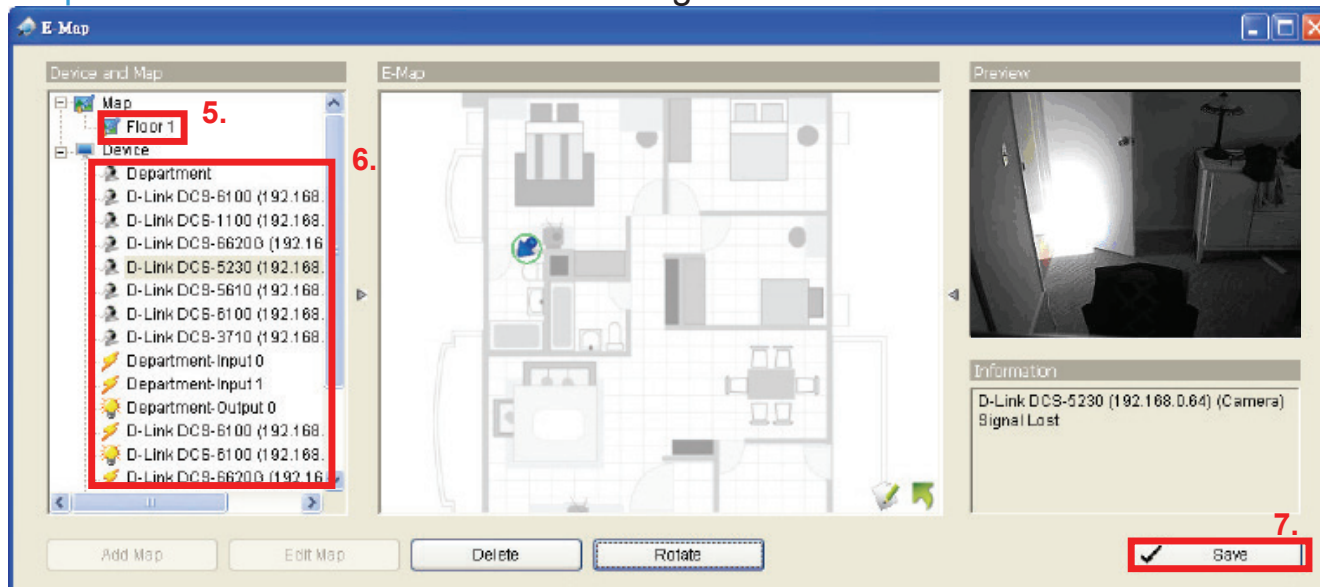 E-Map
Device and Map
Map
Floor 1
5.
Device
6.
Department
D-Link DCS-6100 (192.168.
D-Link DCS-1100 (192.168.
D-Link DCS-6620G (192.16
D-Link DCS-5230 (192.168.
D-Link DCS-5610 (192.168.
D-Link DCS-6100 (192.168.
D-Link DCS-3710 (192.168.
Department-Input 0
Department-Input 1
Department-Output 0
D-Link DCS-6100 (192.168.
D-Link DCS-6100 (192.168.
D-Link DCS-6620G (192.16
E-Map
Preview
Information
D-Link DCS-5230 (192.168.0.64) (Camera)
Signal Lost
7.
Add Map
Edit Map
Delete
Rotate
Save